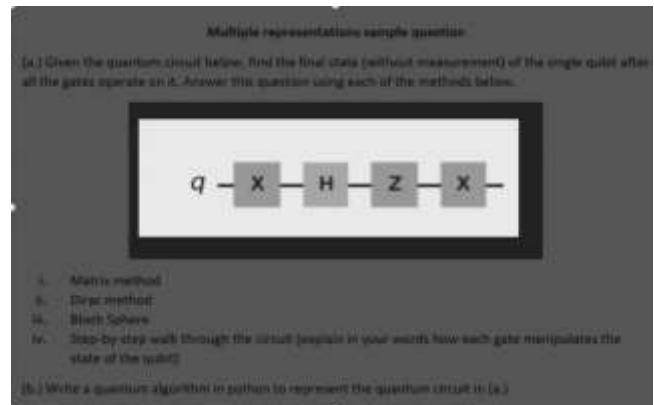 Multiple representations sample question
(a.) Given the quantum circuit below, find the final state (without measurement) of the single qubit after
all the gates operate on it. Answer this question using each of the methods below.
q X H Z X
i. Matrix method
ii. Dirac method
iii. Bloch Sphere
iv. Step-by-step walk through the circuit (explain in your words how each gate manipulates the
state of the qubit)
(b.) Write a quantum algorithm in python to represent the quantum circuit in (a.)